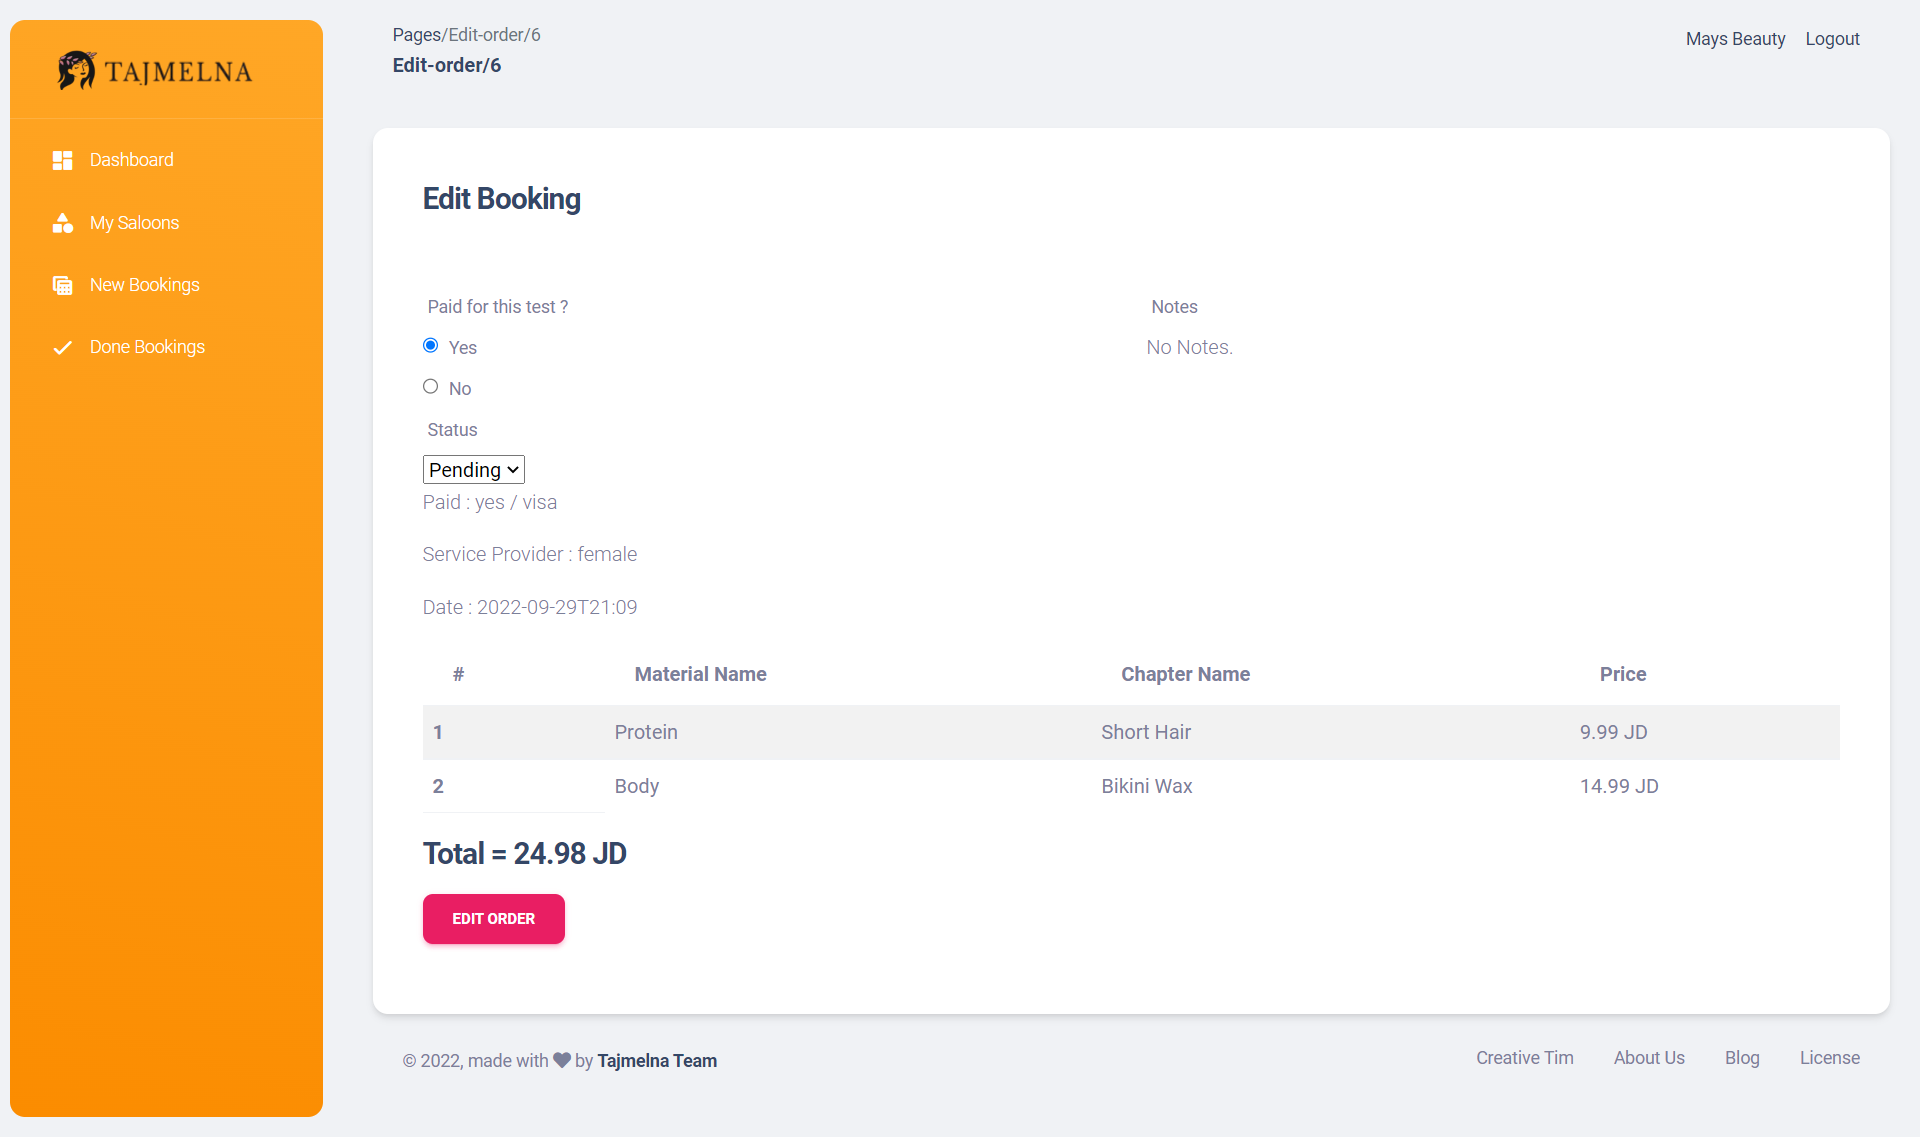 TAJMELNA
Dashboard
My Saloons
New Bookings
Done Bookings
Pages/Edit-order/6
Edit-order/6
Mays Beauty Logout
Edit Booking
Paid for this test ?
Yes
No
Status
Pending
Notes
No Notes.
Paid : yes / visa
Service Provider : female
Date : 2022-09-29T21:09
# Material Name Chapter Name Price
1 Protein Short Hair 9.99 JD
2 Body Bikini Wax 14.99 JD
Total = 24.98 JD
EDIT ORDER
© 2022, made with by Tajmelna Team
Creative Tim About Us Blog License